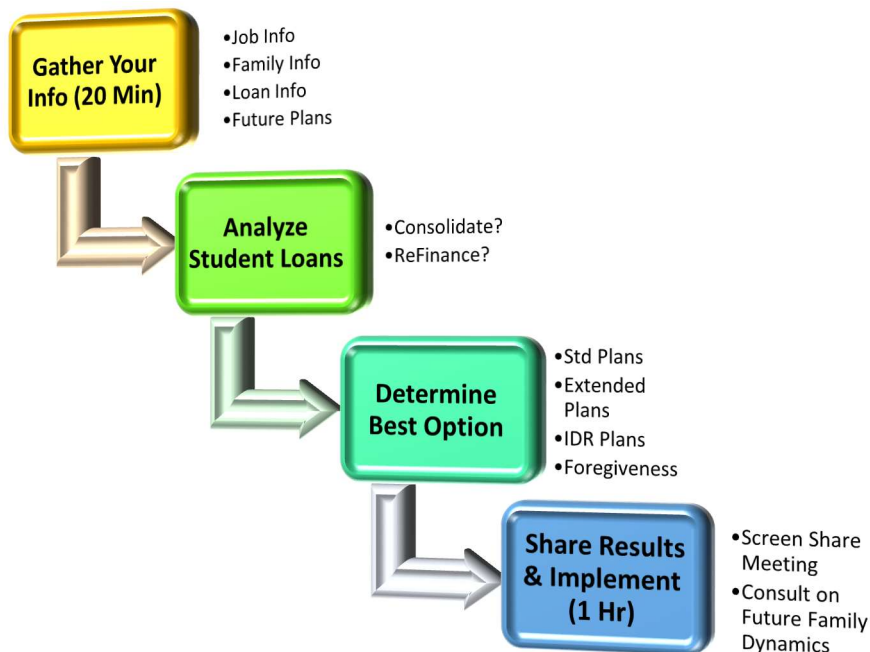 Gather Your
Info (20 Min)
•Job Info
•Family Info
•Loan Info
•Future Plans
Analyze
Student Loans
•Consolidate?
•ReFinance?
Determine
Best Option
•Std Plans
•Extended
Plans
•IDR Plans
•Foregiveness
Share Results
& Implement
(1 Hr)
•Screen Share
Meeting
•Consult on
Future Family
Dynamics